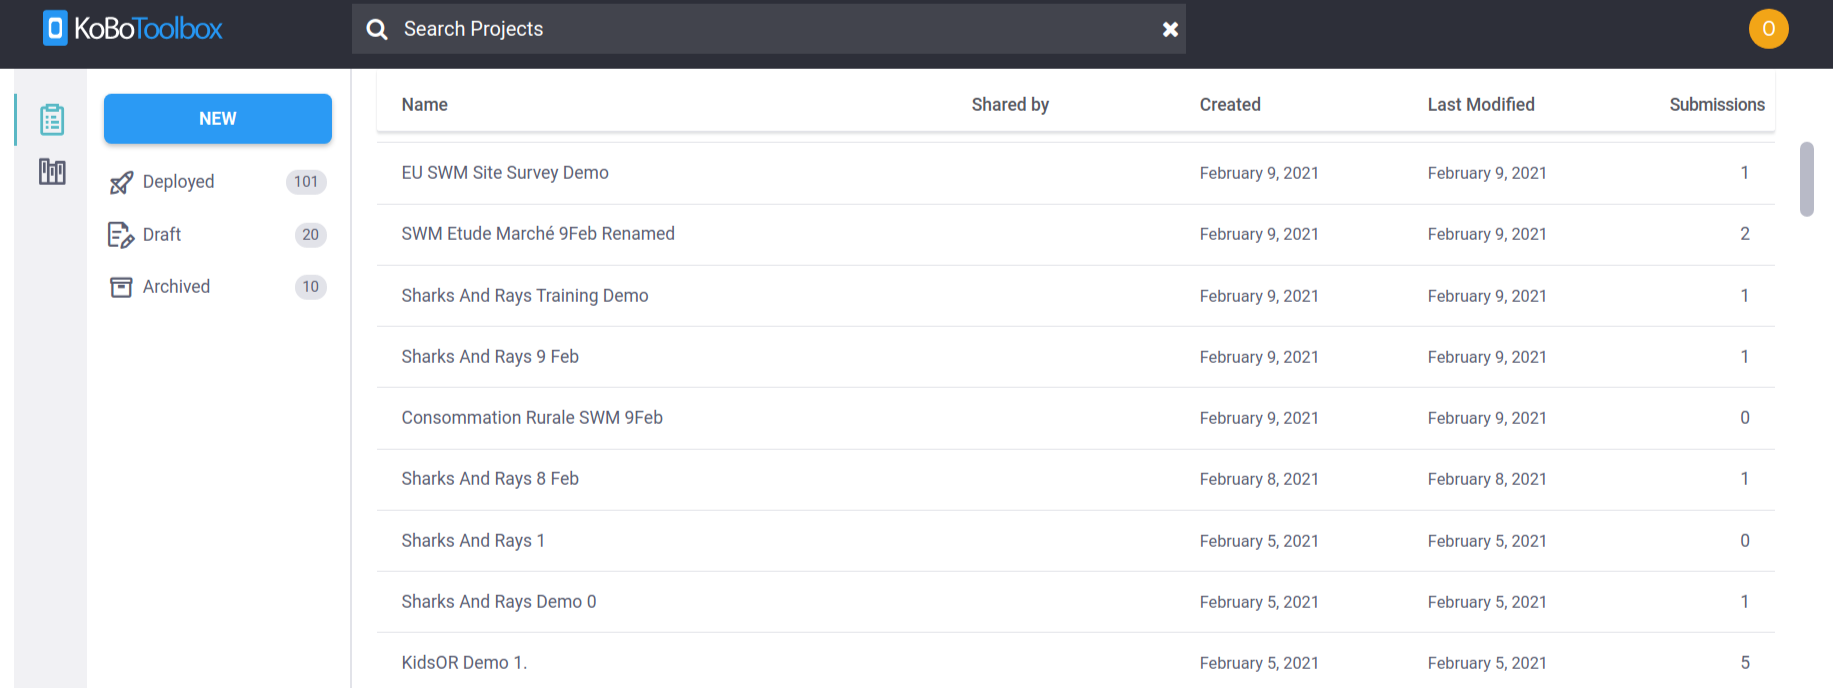 KoBoToolbox
Search Projects
O
NEW
Deployed 101
Draft 20
Archived 10
Name Shared by Created Last Modified Submissions
EU SWM Site Survey Demo February 9, 2021 February 9, 2021 1
SWM Etude Marché 9Feb Renamed February 9, 2021 February 9, 2021 2
Sharks And Rays Training Demo February 9, 2021 February 9, 2021 1
Sharks And Rays 9 Feb February 9, 2021 February 9, 2021 1
Consommation Rurale SWM 9Feb February 9, 2021 February 9, 2021 0
Sharks And Rays 8 Feb February 8, 2021 February 8, 2021 1
Sharks And Rays 1 February 5, 2021 February 5, 2021 0
Sharks And Rays Demo 0 February 5, 2021 February 5, 2021 1
KidsOR Demo 1. February 5, 2021 February 5, 2021 5